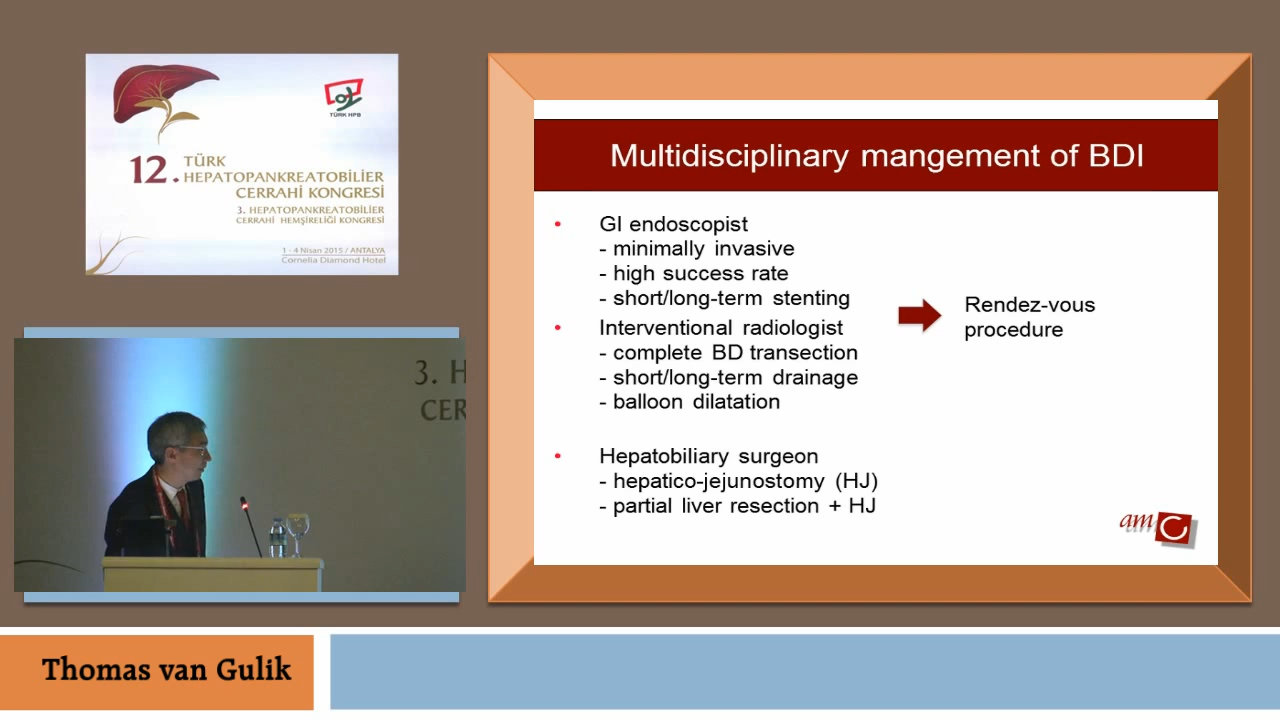 TÜRK HPB
12. TÜRK
HEPATOPANKREATOBİLİER
CERRAHİ KONGRESİ
3. HEPATOPANKREATOBİLİER
CERRAHİ HEMŞİRELİĞİ KONGRESİ
1 - 4 Nisan 2015 / ANTALYA
Cornelia Diamond Hotel
3. H
CER
Thomas van Gulik
Multidisciplinary mangement of BDI
• GI endoscopist
- minimally invasive
- high success rate
- short/long-term stenting
• Interventional radiologist
- complete BD transection
- short/long-term drainage
- balloon dilatation
Rendez-vous
procedure
• Hepatobiliary surgeon
- hepatico-jejunostomy (HJ)
- partial liver resection + HJ
amC